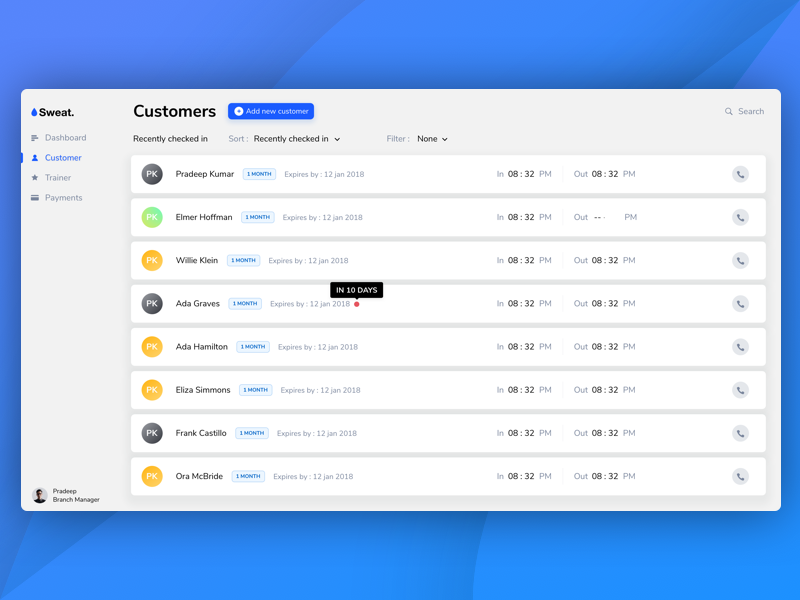 Sweat.
Dashboard
Customer
Trainer
Payments
Pradeep
Branch Manager
Customers
Add new customer
Search
Recently checked in
Sort : Recently checked in
Filter : None
PK Pradeep Kumar 1 MONTH Expires by : 12 jan 2018 In 08 : 32 PM Out 08 : 32 PM
PK Elmer Hoffman 1 MONTH Expires by : 12 jan 2018 In 08 : 32 PM Out -- · PM
PK Willie Klein 1 MONTH Expires by : 12 jan 2018 In 08 : 32 PM Out 08 : 32 PM
IN 10 DAYS
PK Ada Graves 1 MONTH Expires by : 12 jan 2018 In 08 : 32 PM Out 08 : 32 PM
PK Ada Hamilton 1 MONTH Expires by : 12 jan 2018 In 08 : 32 PM Out 08 : 32 PM
PK Eliza Simmons 1 MONTH Expires by : 12 jan 2018 In 08 : 32 PM Out 08 : 32 PM
PK Frank Castillo 1 MONTH Expires by : 12 jan 2018 In 08 : 32 PM Out 08 : 32 PM
PK Ora McBride 1 MONTH Expires by : 12 jan 2018 In 08 : 32 PM Out 08 : 32 PM